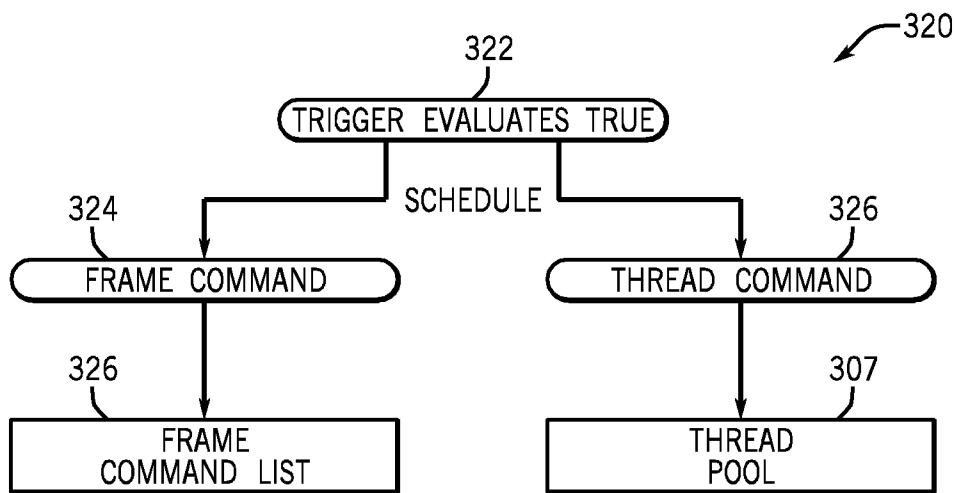 320
322
TRIGGER EVALUATES TRUE
SCHEDULE
324
326
FRAME COMMAND
THREAD COMMAND
326
307
FRAME
COMMAND LIST
THREAD
POOL